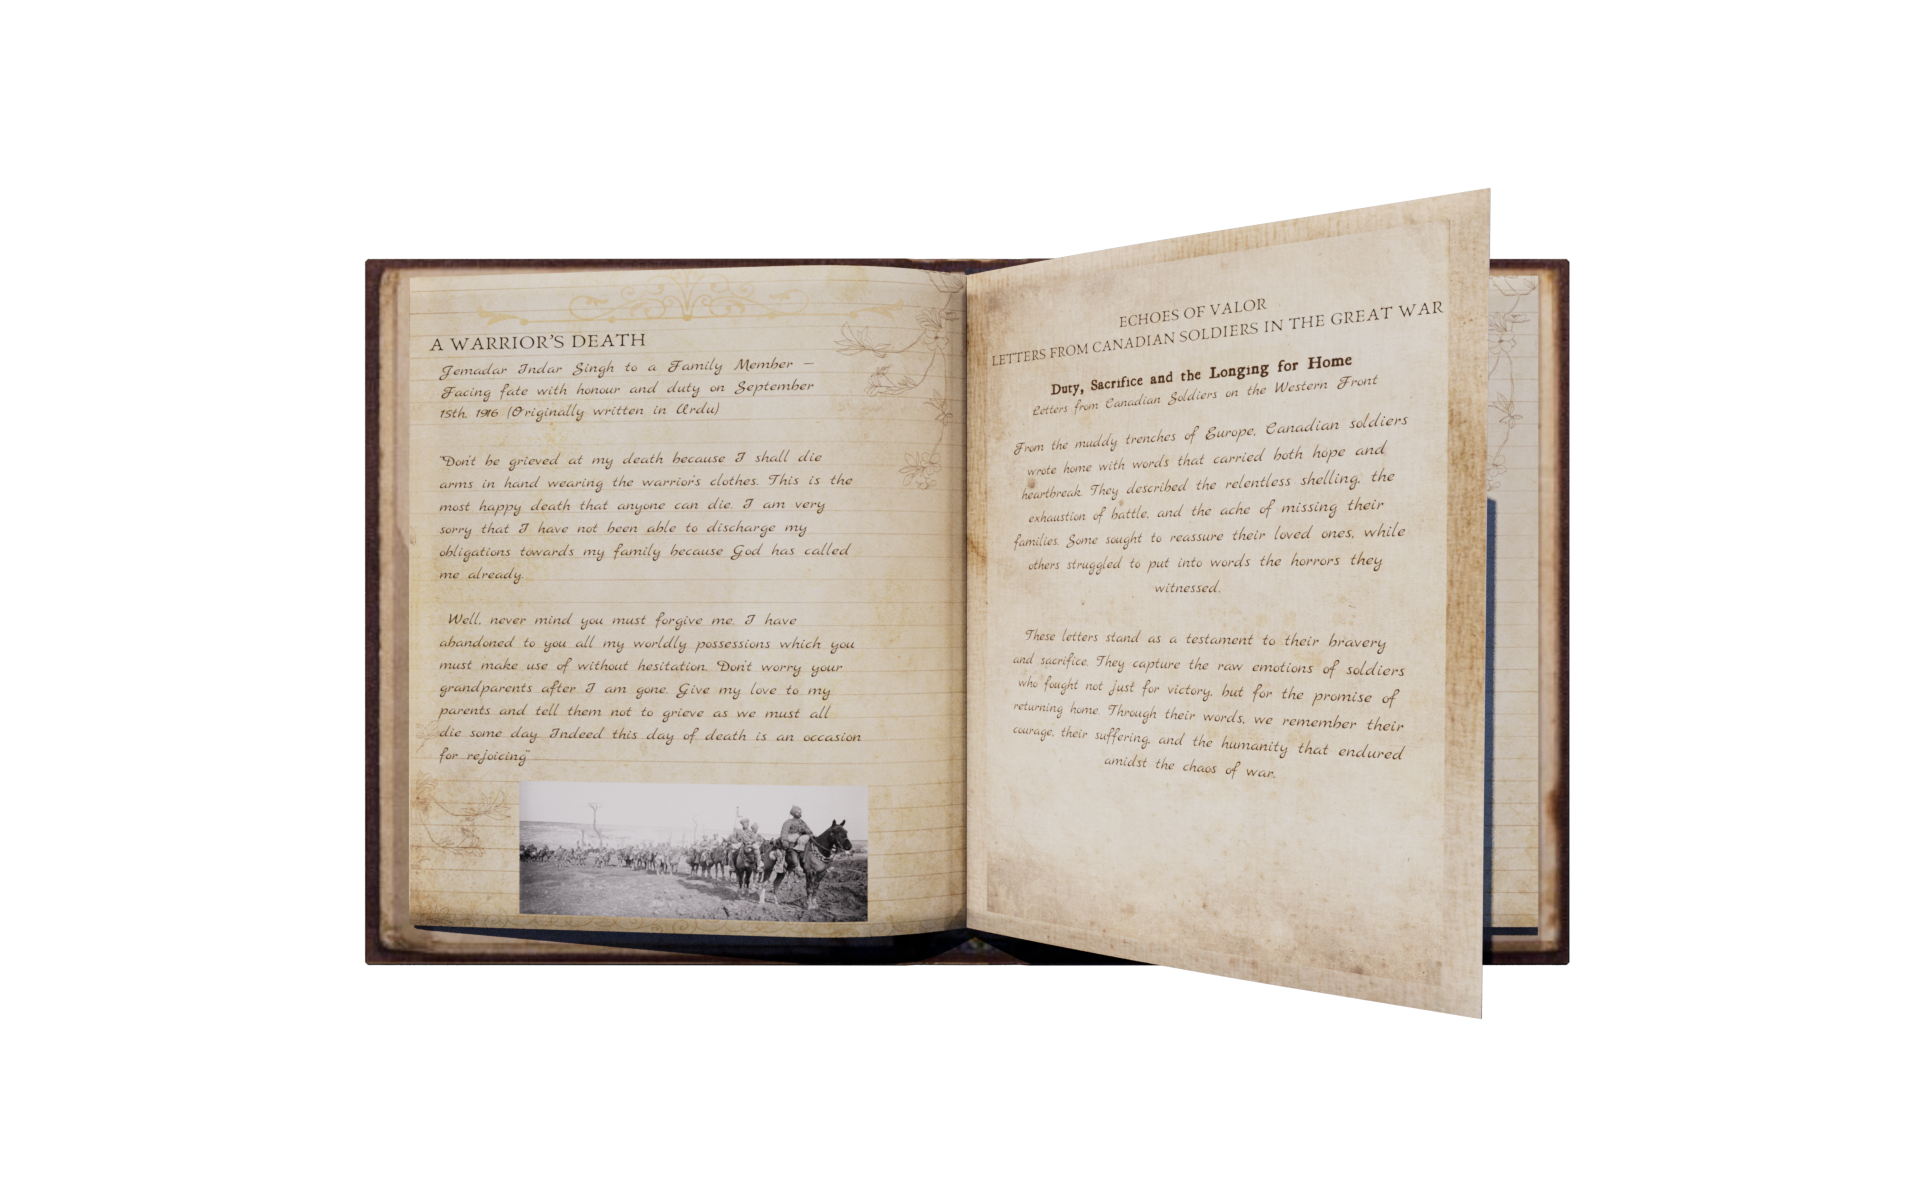 A WARRIOR'S DEATH
Jemadar Indar Singh to a Family Member –
Facing fate with honour and duty on September
15th, 1916 (Originally written in Urdu)
"Don't be grieved at my death because I shall die
arms in hand wearing the warrior's clothes. This is the
most happy death that anyone can die. I am very
sorry that I have not been able to discharge my
obligations towards my family because God has called
me already.
Well, never mind you must forgive me. I have
abandoned to you all my worldly possessions which you
must make use of without hesitation. Don't worry your
grandparents after I am gone. Give my love to my
parents and tell them not to grieve as we must all
die some day. Indeed this day of death is an occasion
for rejoicing"
ECHOES OF VALOR
LETTERS FROM CANADIAN SOLDIERS IN THE GREAT WAR
Duty, Sacrifice and the Longing for Home
Letters from Canadian Soldiers on the Western Front
From the muddy trenches of Europe, Canadian soldiers
wrote home with words that carried both hope and
heartbreak. They described the relentless shelling, the
exhaustion of battle, and the ache of missing their
families. Some sought to reassure their loved ones, while
others struggled to put into words the horrors they
witnessed.
These letters stand as a testament to their bravery
and sacrifice. They capture the raw emotions of soldiers
who fought not just for victory, but for the promise of
returning home. Through their words, we remember their
courage, their suffering, and the humanity that endured
amidst the chaos of war.